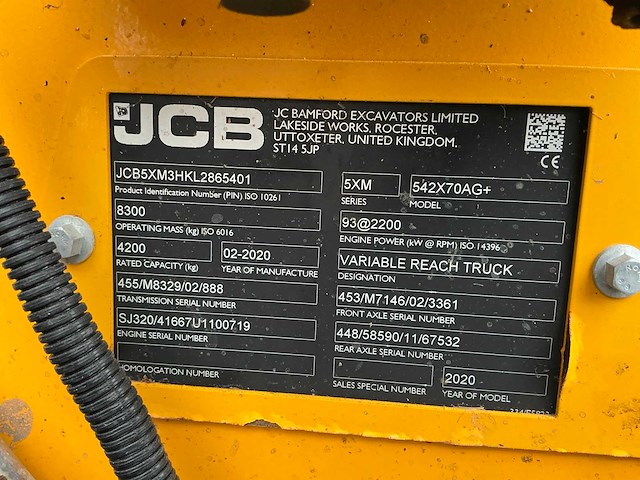 JCB
JC BAMFORD EXCAVATORS LIMITED
LAKESIDE WORKS, ROCESTER,
UTTOXETER, UNITED KINGDOM.
ST14 5JP
CE
JCB5XM3HKL2865401
Product Identification Number (PIN) ISO 10261
5XM
SERIES
542X70AG+
MODEL
8300
OPERATING MASS (kg) ISO 6016
93@2200
ENGINE POWER (kW @ RPM) ISO 14396
4200
RATED CAPACITY (kg)
02-2020
YEAR OF MANUFACTURE
VARIABLE REACH TRUCK
DESIGNATION
455/M8329/02/888
TRANSMISSION SERIAL NUMBER
453/M7146/02/3361
FRONT AXLE SERIAL NUMBER
SJ320/41667U1100719
ENGINE SERIAL NUMBER
448/58590/11/67532
REAR AXLE SERIAL NUMBER
HOMOLOGATION NUMBER
SALES SPECIAL NUMBER
2020
YEAR OF MODEL